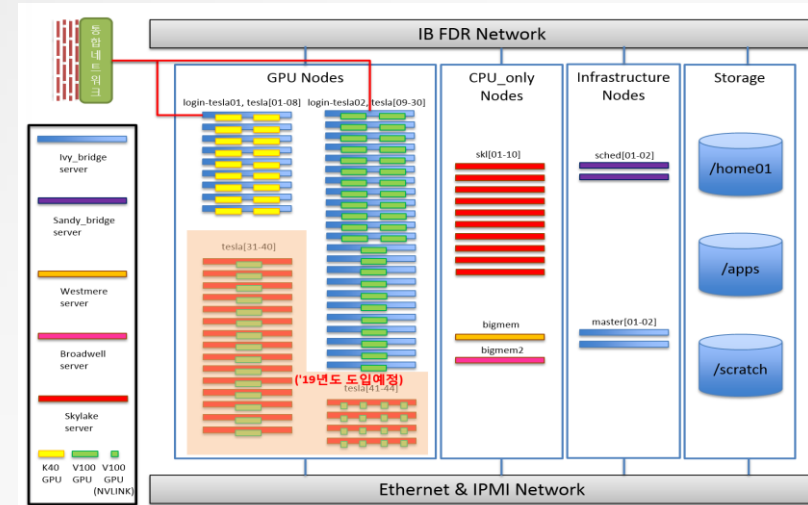 통합네트워크
IB FDR Network
GPU Nodes
CPU_only
Nodes
Infrastructure
Nodes
Storage
login-tesla01, tesla[01-08]
login-tesla02, tesla[09-30]
skl[01-10]
sched[01-02]
/home01
Ivy_bridge
server
Sandy_bridge
server
tesla[31-40]
/apps
Westmere
server
bigmem
bigmem2
master[01-02]
Broadwell
server
('19년도 도입예정)
tesla[41-44]
/scratch
Skylake
server
K40
GPU
V100
GPU
V100
GPU
(NVLINK)
Ethernet & IPMI Network